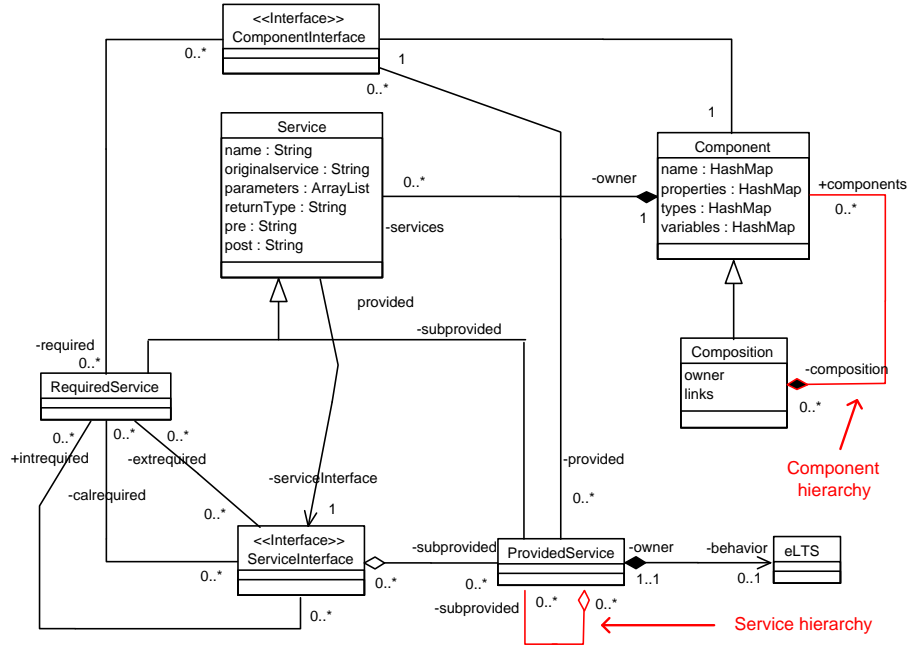 <<Interface>>
ComponentInterface
0..*
1
0..*
Service
name : String
originalservice : String
parameters : ArrayList
returnType : String
pre : String
post : String
0..*
-services
-owner
1
1
Component
name : HashMap
properties : HashMap
types : HashMap
variables : HashMap
+components
0..*
provided
-subprovided
Composition
owner
links
-composition
0..*
Component
hierarchy
-required
0..*
RequiredService
0..*
0..*
0..*
+intrequired
-extrequired
-calrequired
-serviceInterface
1
0..*
-provided
0..*
<<Interface>>
ServiceInterface
0..*
0..*
0..*
-subprovided
0..*
ProvidedService
-owner
1..1
-behavior
0..1
eLTS
-subprovided
0..*
0..*
Service hierarchy